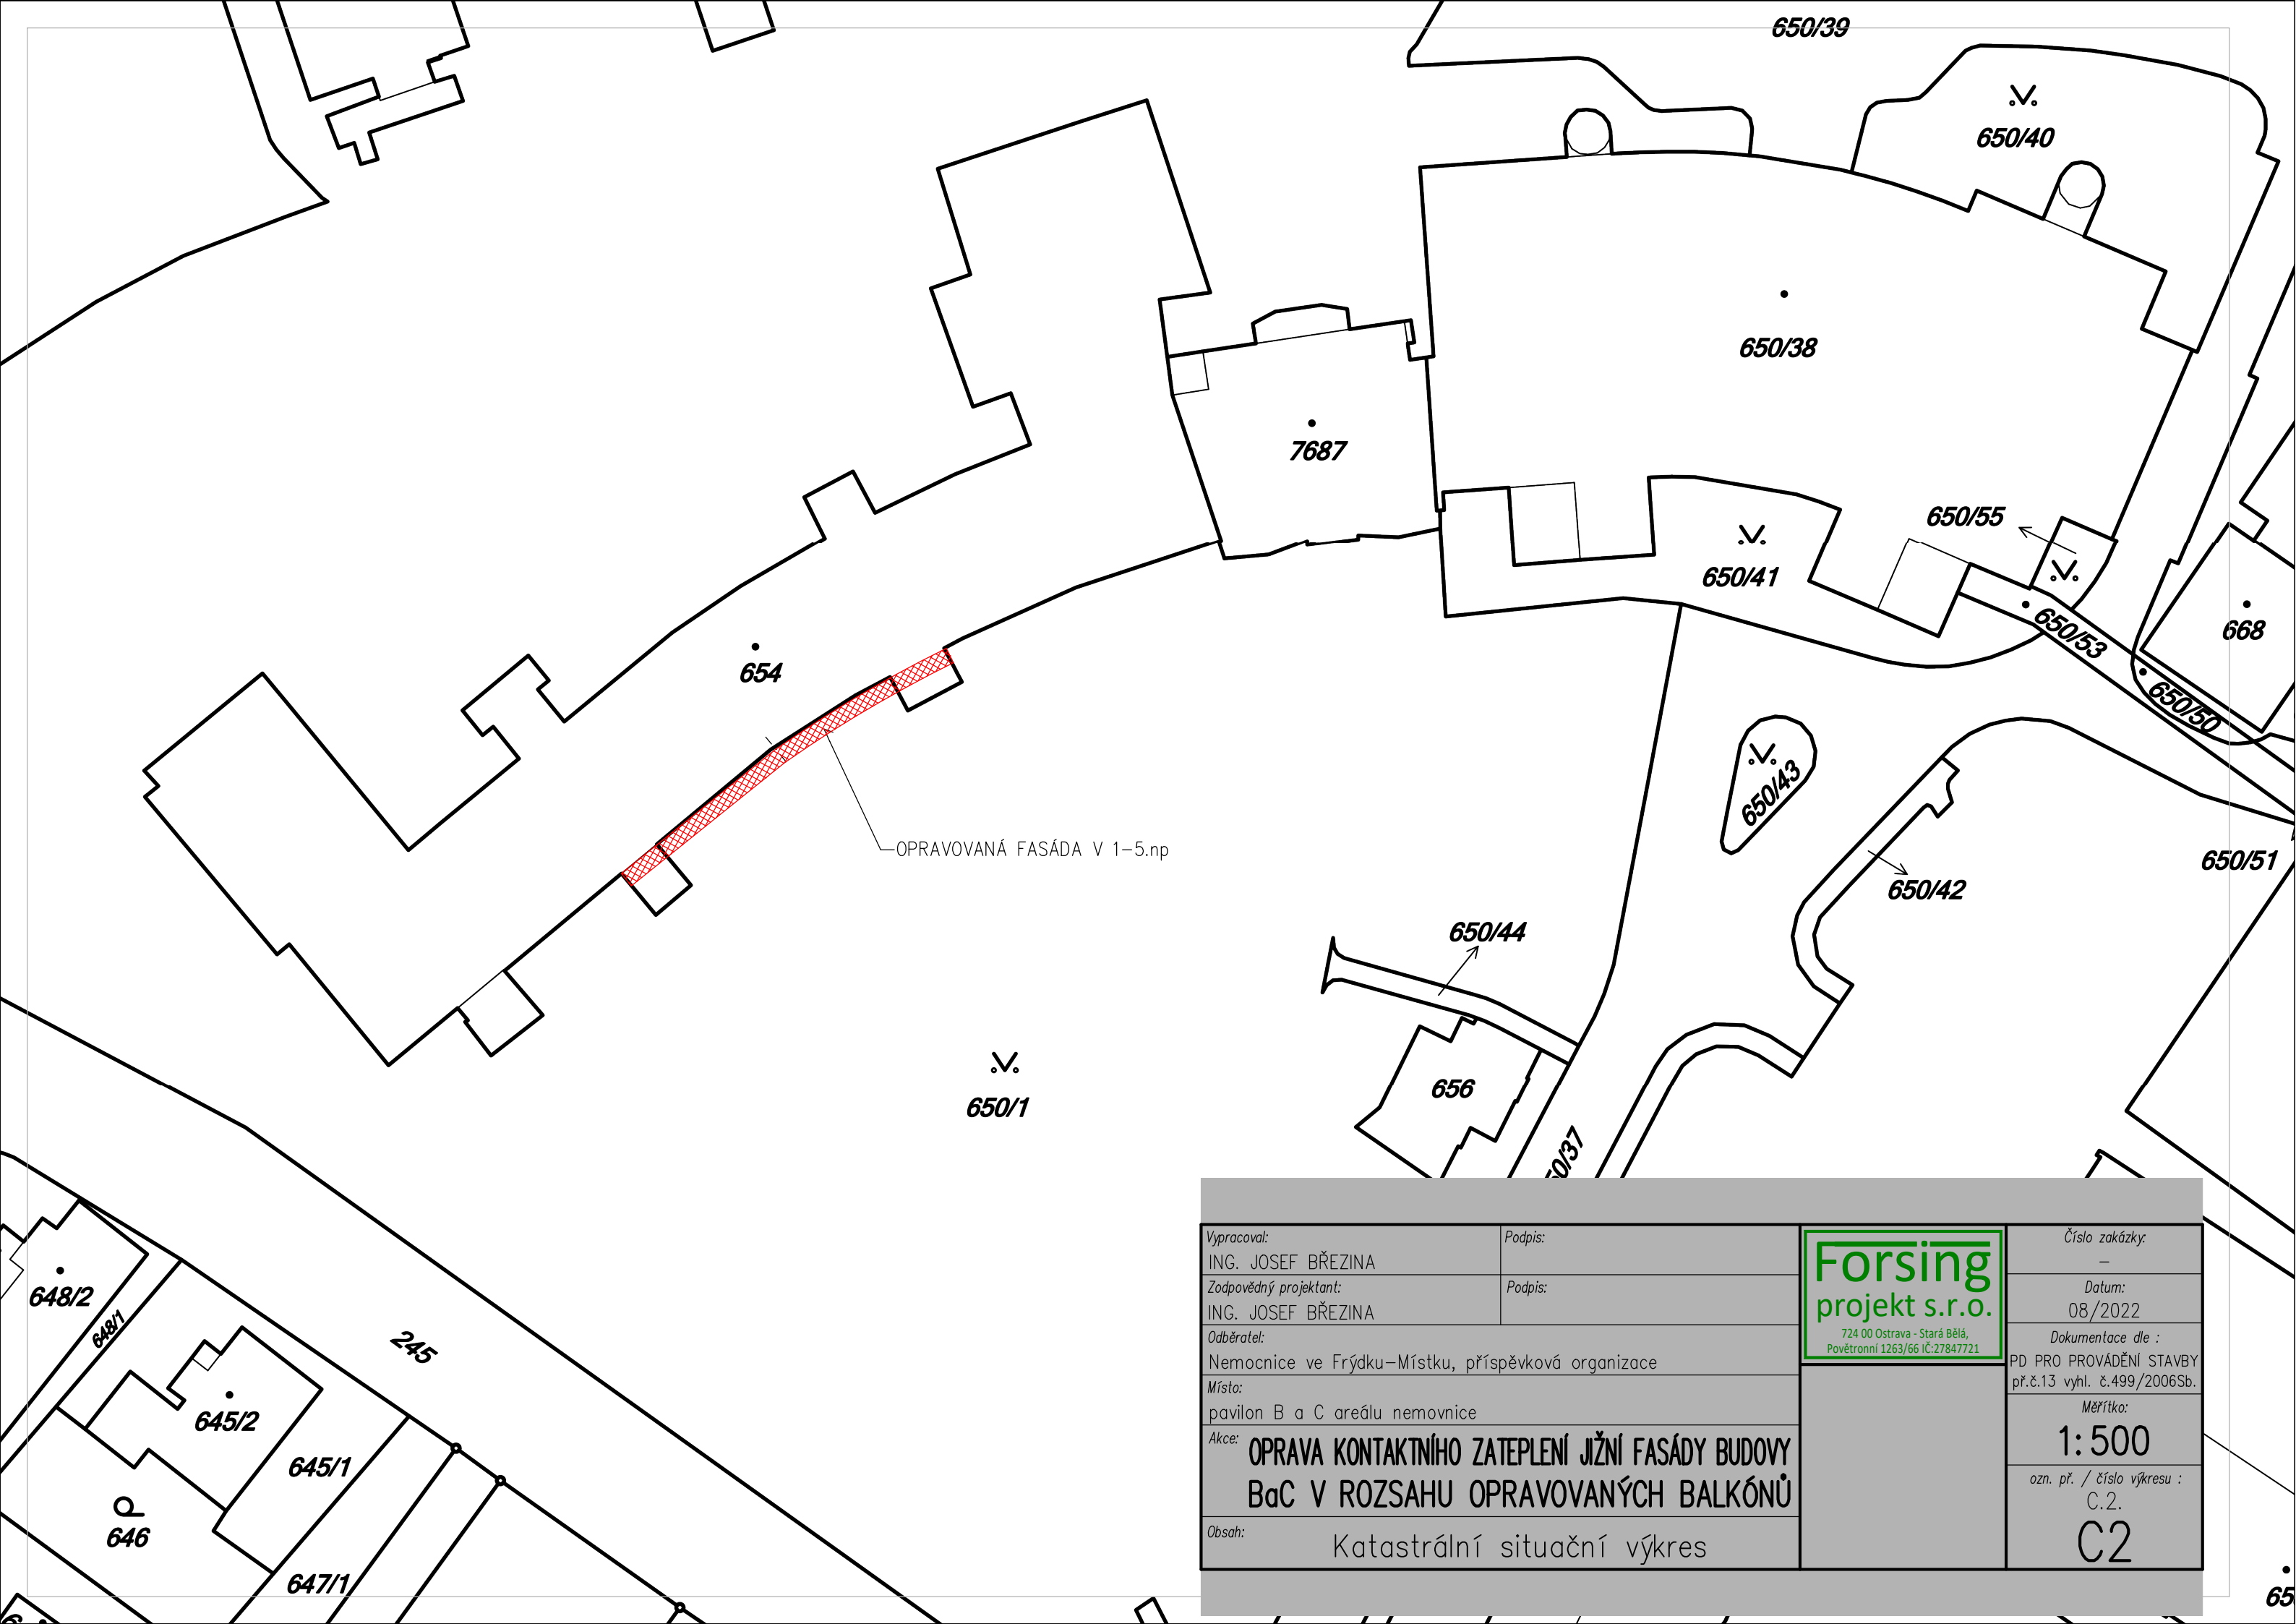 650/39
650/40
650/38
7687
650/55
650/41
650/53
668
654
650/50
650/43
OPRAVOVANÁ FASÁDA V 1-5.np
650/51
650/42
650/44
656
650/1
50/37
648/2
648/1
245
645/2
645/1
646
647/1
65
Vypracoval:
ING. JOSEF BŘEZINA
Podpis:
Zodpovědný projektant:
ING. JOSEF BŘEZINA
Podpis:
Odběratel:
Nemocnice ve Frýdku-Místku, příspěvková organizace
Místo:
pavilon B a C areálu nemovnice
Akce: OPRAVA KONTAKTNÍHO ZATEPLENÍ JIŽNÍ FASÁDY BUDOVY
BaC V ROZSAHU OPRAVOVANÝCH BALKÓNŮ
Obsah:
Katastrální situační výkres
Forsing
projekt s.r.o.
724 00 Ostrava - Stará Bělá,
Povětronní 1263/66 IČ:27847721
Číslo zakázky:
–
Datum:
08/2022
Dokumentace dle :
PD PRO PROVÁDĚNÍ STAVBY
př.č.13 vyhl. č.499/2006Sb.
Měřítko:
1:500
ozn. př. / číslo výkresu :
C.2.
C2